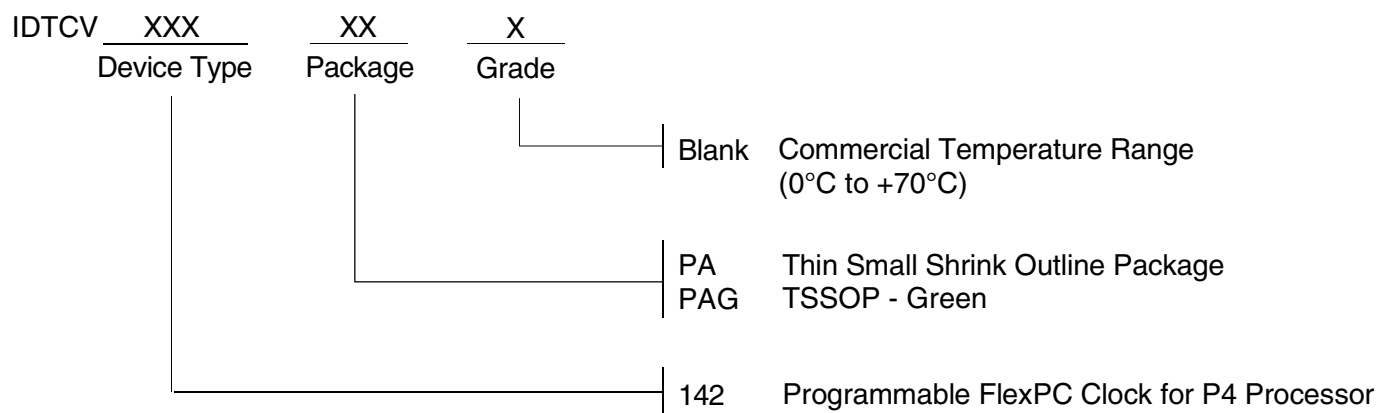 IDTCV XXX XX X
Device Type Package Grade
Blank Commercial Temperature Range
(0°C to +70°C)
PA Thin Small Shrink Outline Package
PAG TSSOP - Green
142 Programmable FlexPC Clock for P4 Processor